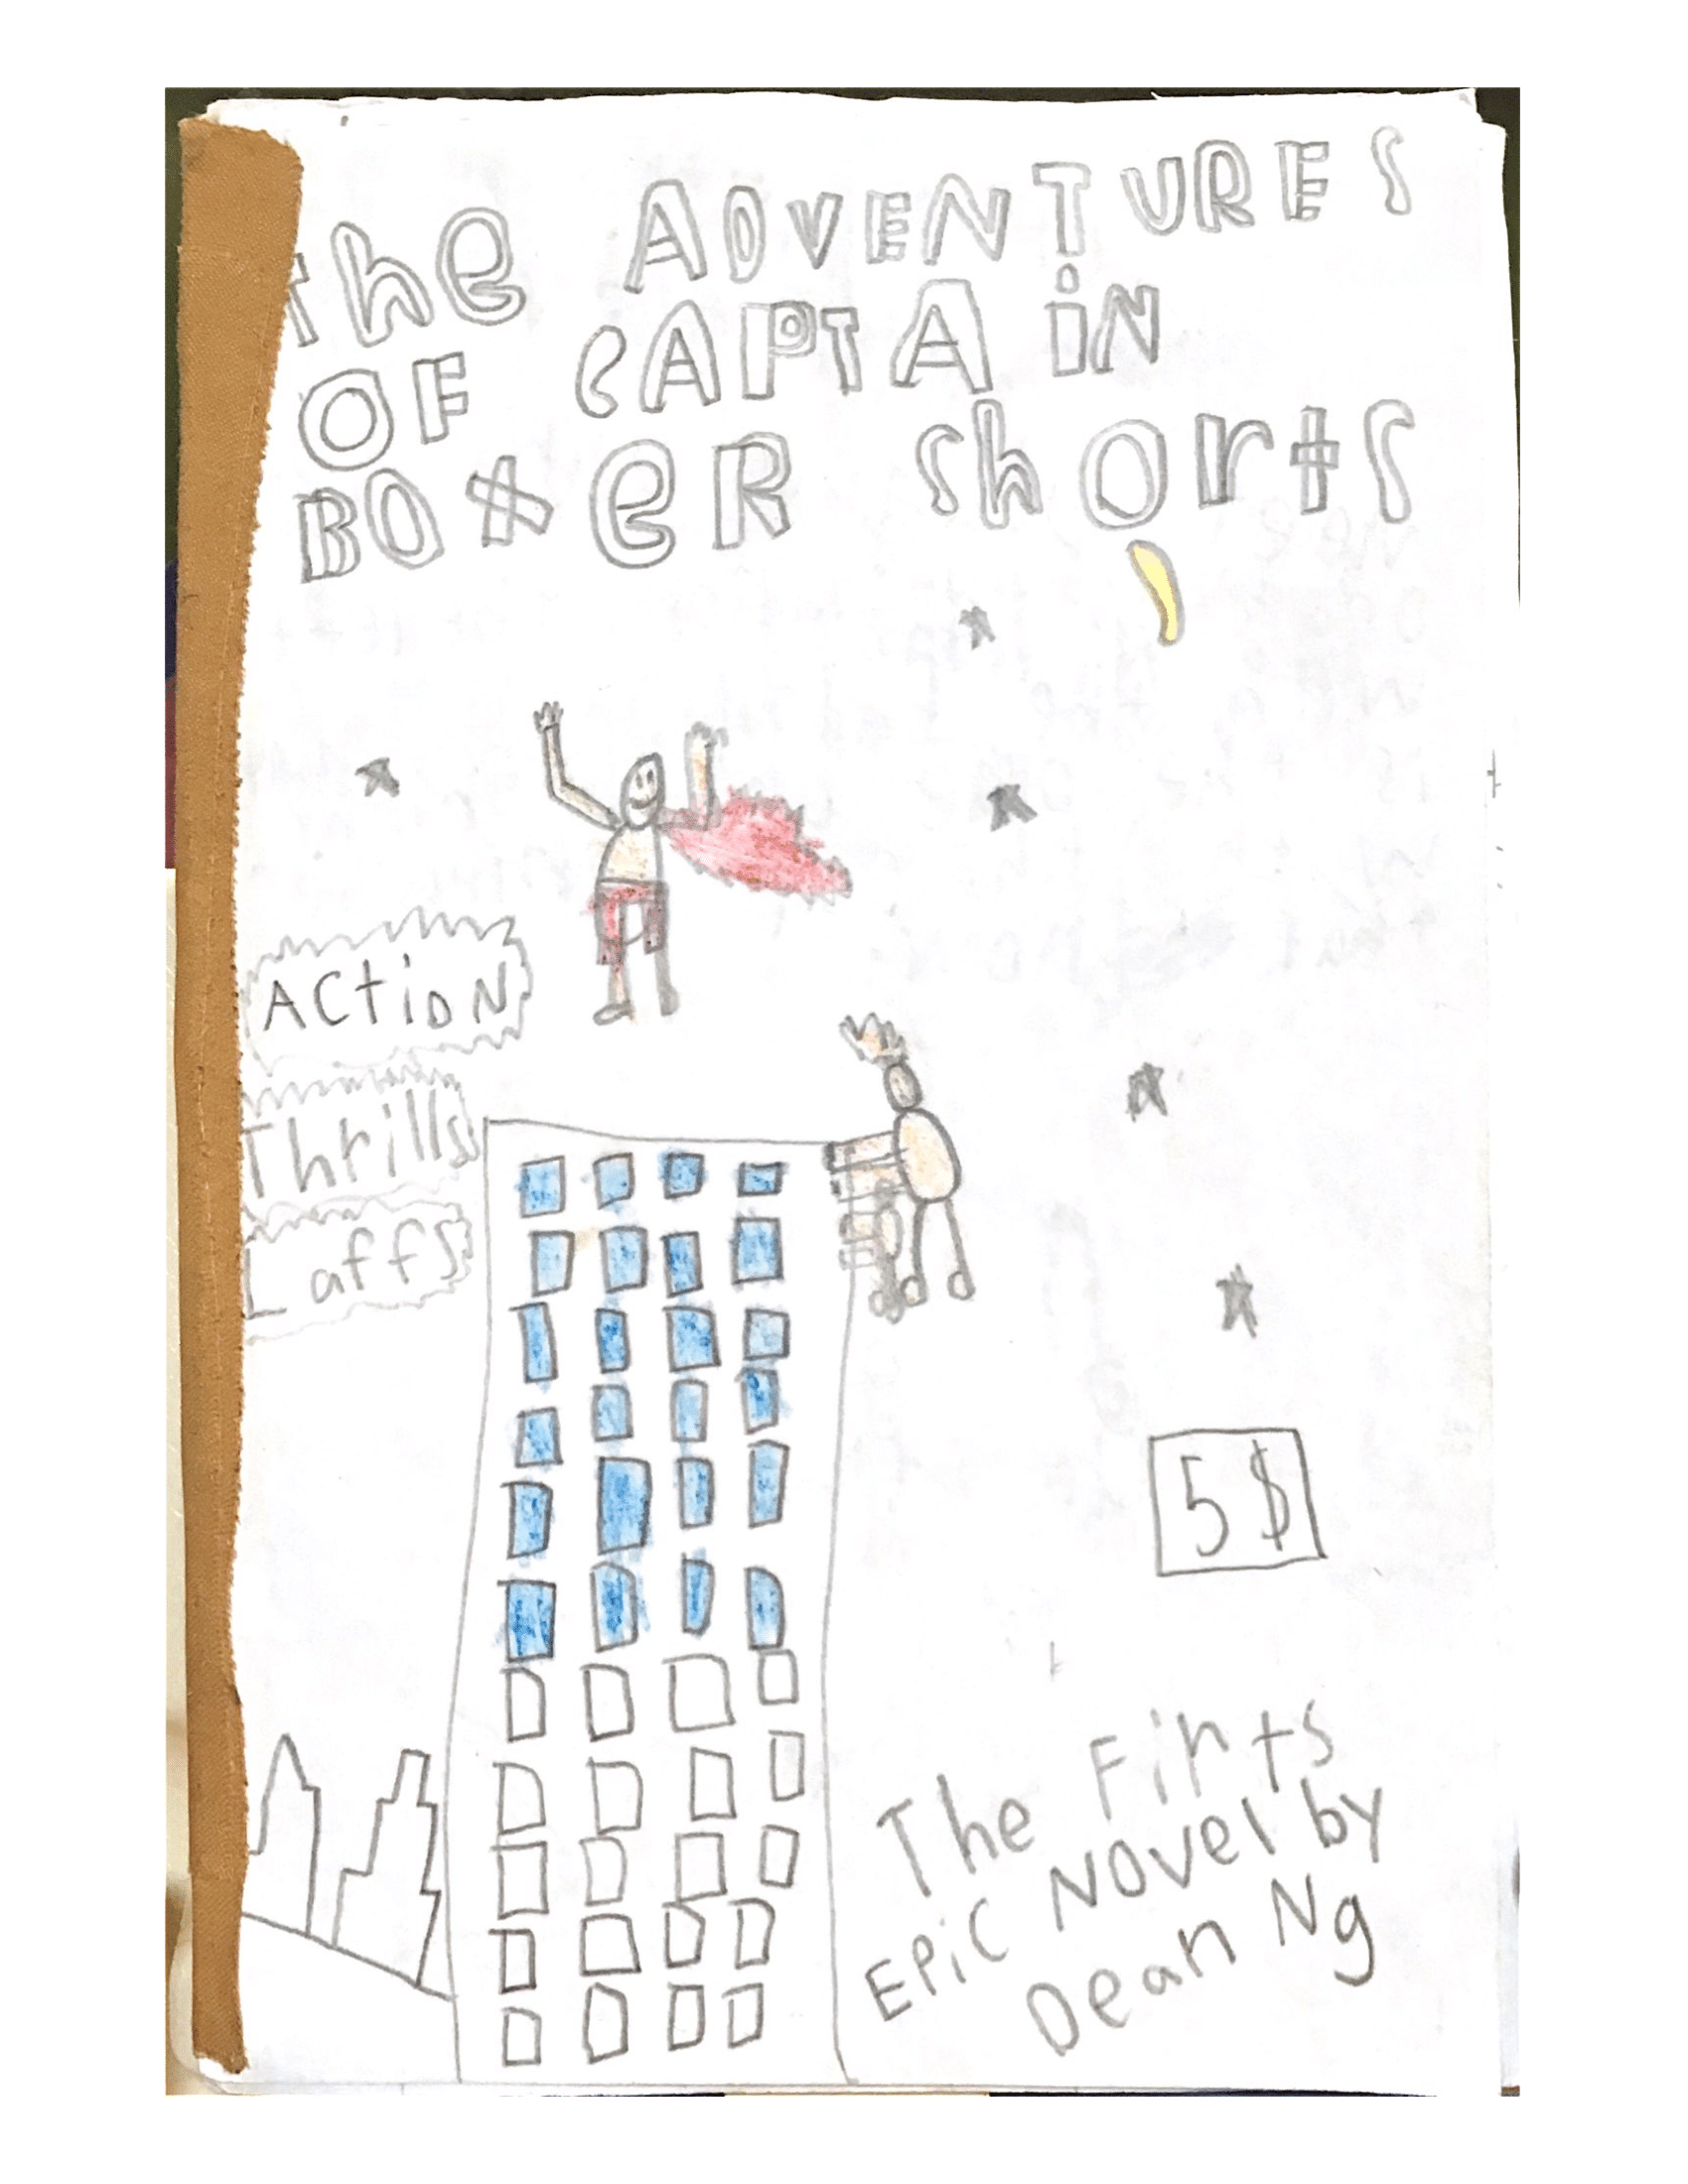 the ADVENTURES
OF CAPTAiN
BOXeR shorts
ACtioN
Thrills
Laffs
5$
The Firts
EPiC NOvel by
Dean Ng